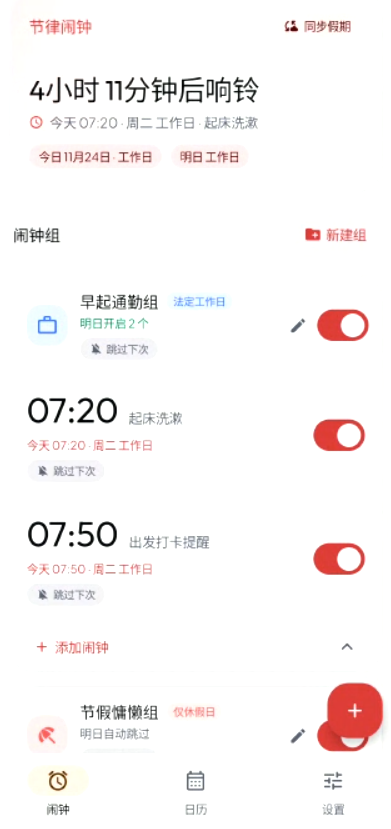 节律闹钟
同步假期
4小时 11分钟后响铃
今天 07:20 · 周二 工作日 · 起床洗漱
今日11月24日 · 工作日
明日 工作日
闹钟组
新建组
早起通勤组 法定工作日
明日开启 2 个
跳过下次
07:20 起床洗漱
今天 07:20 · 周二 工作日
跳过下次
07:50 出发打卡提醒
今天 07:50 · 周二 工作日
跳过下次
+ 添加闹钟
节假慵懒组 仅休假日
明日自动跳过
闹钟
日历
设置